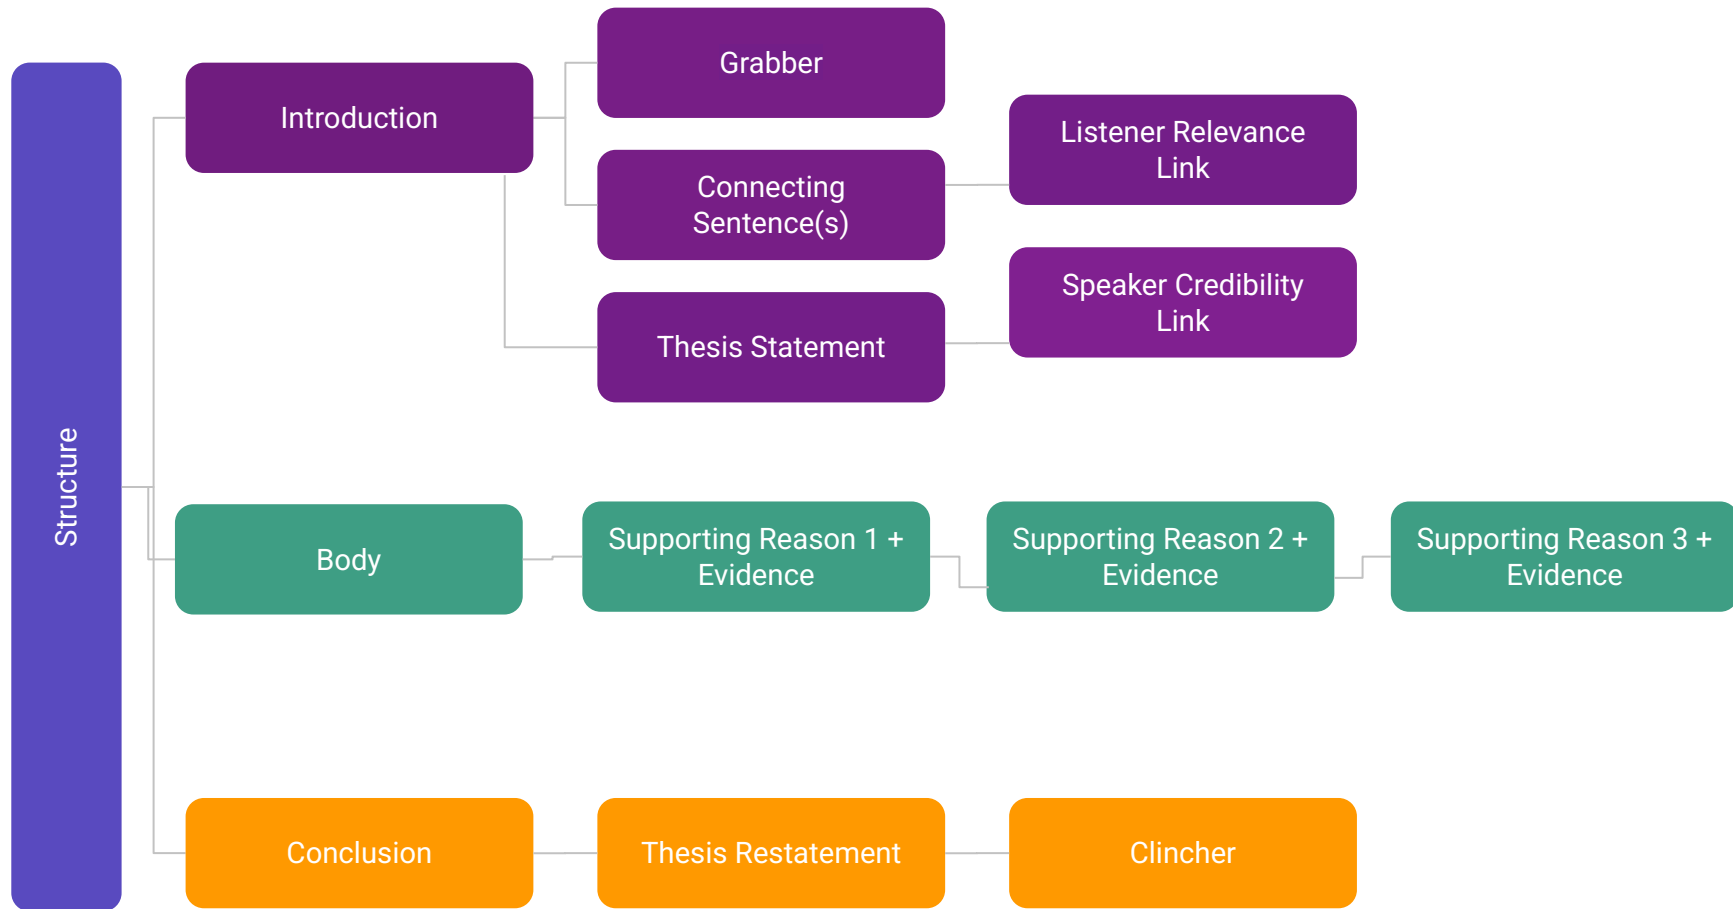 Structure
Introduction
Grabber
Connecting
Sentence(s)
Listener Relevance
Link
Thesis Statement
Speaker Credibility
Link
Body
Supporting Reason 1 +
Evidence
Supporting Reason 2 +
Evidence
Supporting Reason 3 +
Evidence
Conclusion
Thesis Restatement
Clincher